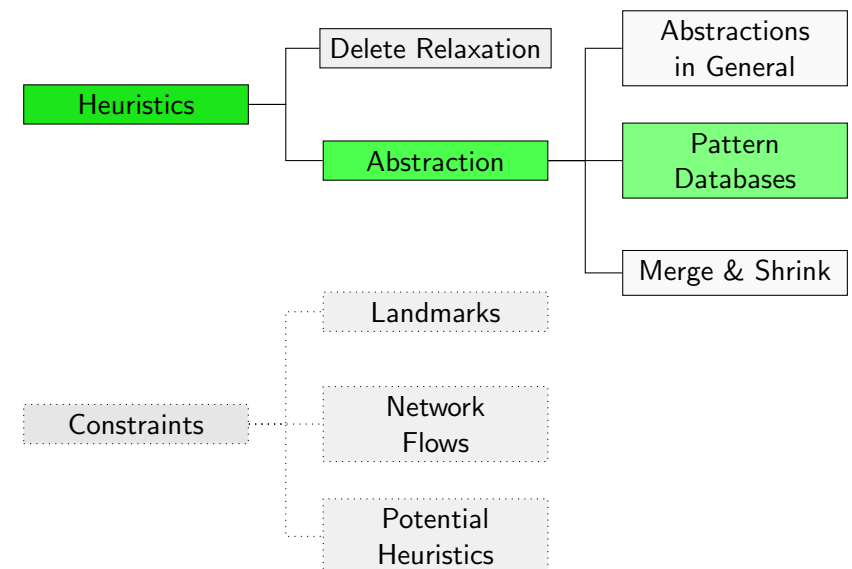 Heuristics
Delete Relaxation
Abstraction
Abstractions
in General
Pattern
Databases
Merge & Shrink
Constraints
Landmarks
Network
Flows
Potential
Heuristics